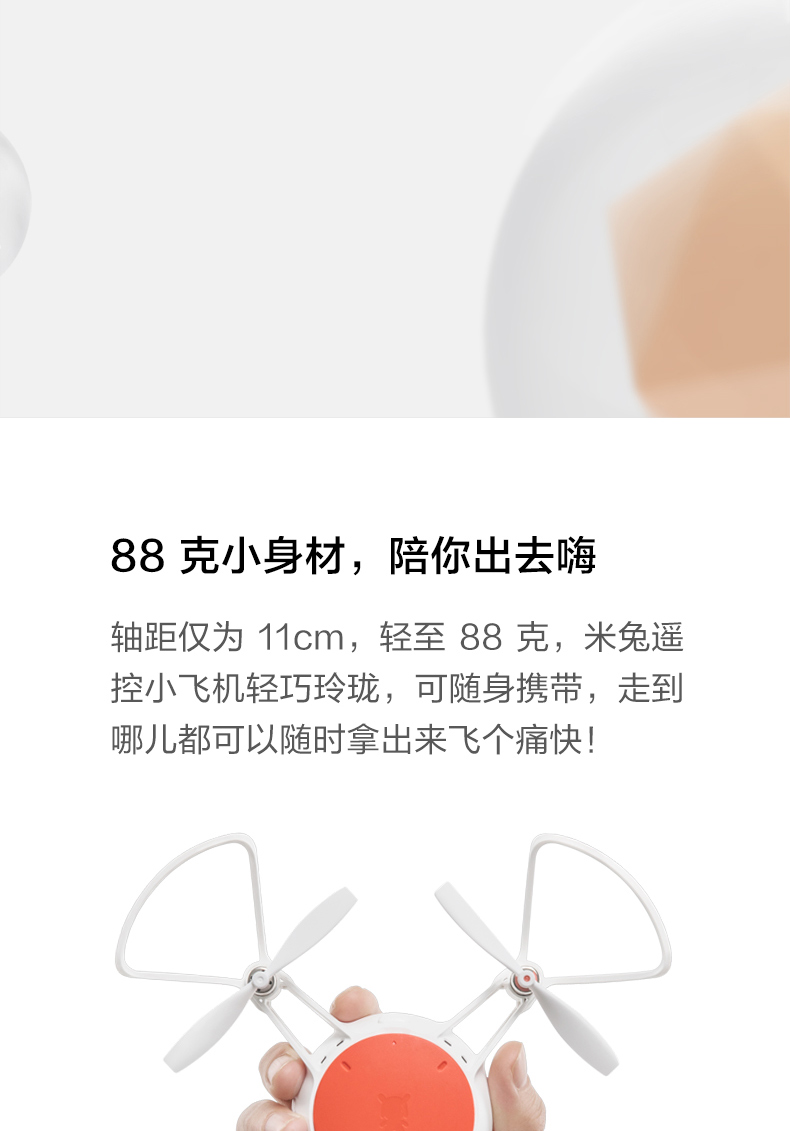 88 克小身材，陪你出去嗨
轴距仅为 11cm，轻至 88 克，米兔遥
控小飞机轻巧玲珑，可随身携带，走到
哪儿都可以随时拿出来飞个痛快！